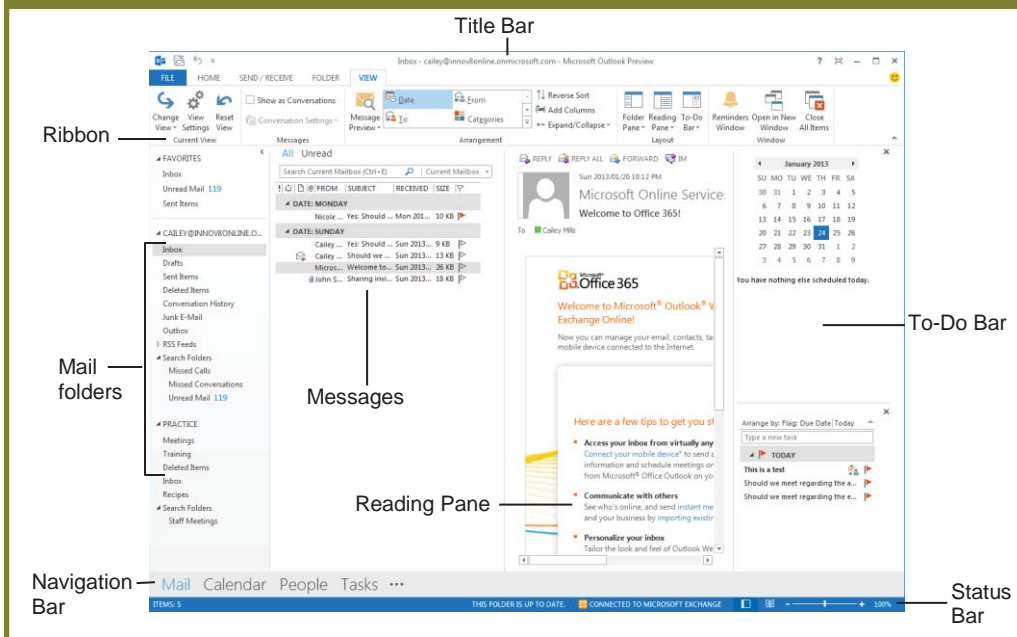 Title Bar
Inbox - cailey@innov8online.onmicrosoft.com - Microsoft Outlook Preview
FILE HOME SEND / RECEIVE FOLDER VIEW
Change View Reset
View Settings View
Current View
Show as Conversations
Conversation Settings
Messages
Message
Preview
Date From
To Categories
Reverse Sort
Add Columns
Expand/Collapse
Arrangement
Folder Reading To-Do
Pane Pane Bar
Layout
Reminders Open in New Close
Window Window All Items
Window
Ribbon
FAVORITES
Inbox
Unread Mail 119
Sent Items
CAILEY@INNOV8ONLINE.O...
Inbox
Drafts
Sent Items
Deleted Items
Conversation History
Junk E-Mail
Outbox
RSS Feeds
Search Folders
Missed Calls
Missed Conversations
Unread Mail 119
PRACTICE
Meetings
Training
Deleted Items
Inbox
Recipes
Search Folders
Staff Meetings
Mail
folders
All Unread
Search Current Mailbox (Ctrl+E) Current Mailbox
! FROM SUBJECT RECEIVED SIZE
DATE: MONDAY
Nicole ... Yes: Should ... Mon 201... 10 KB
DATE: SUNDAY
Cailey ... Yes: Should ... Sun 2013... 9 KB
Cailey ... Should we ... Sun 2013... 13 KB
Micros... Welcome to... Sun 2013... 26 KB
John S... Sharing invi... Sun 2013... 18 KB
Messages
REPLY REPLY ALL FORWARD IM
Sun 2013/01/20 10:12 PM
Microsoft Online Service
Welcome to Office 365!
To Cailey Mills
Microsoft
Office 365
Welcome to Microsoft® Outlook® W
Exchange Online!
Now you can manage your email, contacts, ta
mobile device connected to the Internet.
Here are a few tips to get you st
Access your inbox from virtually any
Connect your mobile device* to send a
information and schedule meetings or
from Microsoft® Office Outlook on yo
Communicate with others
See who's online, and send instant me
and your business by importing existin
Personalize your inbox
Tailor the look and feel of Outlook We
Reading Pane
January 2013
SU MO TU WE TH FR SA
30 31 1 2 3 4 5
6 7 8 9 10 11 12
13 14 15 16 17 18 19
20 21 22 23 24 25 26
27 28 29 30 31 1 2
3 4 5 6 7 8 9
You have nothing else scheduled today.
To-Do Bar
Arrange by: Flag: Due Date Today
Type a new task
TODAY
This is a test
Should we meet regarding the a...
Should we meet regarding the e...
Navigation
Bar
Mail Calendar People Tasks ...
ITEMS: 5 THIS FOLDER IS UP TO DATE. CONNECTED TO MICROSOFT EXCHANGE 100%
Status
Bar